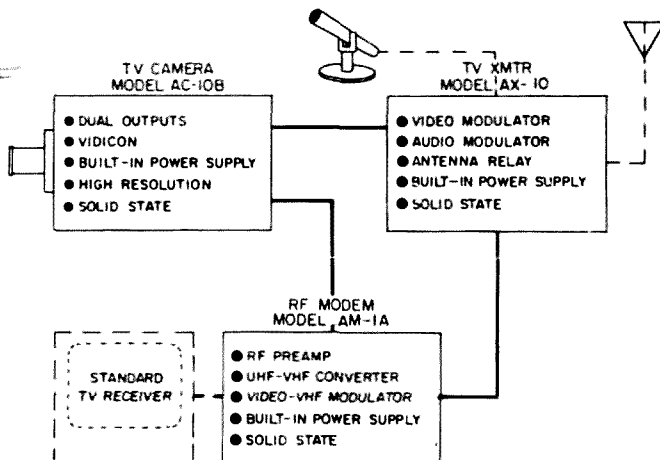 TV CAMERA
MODEL AC-10B
● DUAL OUTPUTS
● VIDICON
● BUILT-IN POWER SUPPLY
● HIGH RESOLUTION
● SOLID STATE
TV XMTR
MODEL AX-10
● VIDEO MODULATOR
● AUDIO MODULATOR
● ANTENNA RELAY
● BUILT-IN POWER SUPPLY
● SOLID STATE
RF MODEM
MODEL AM-1A
● RF PREAMP
● UHF-VHF CONVERTER
● VIDEO-VHF MODULATOR
● BUILT-IN POWER SUPPLY
● SOLID STATE
STANDARD
TV RECEIVER